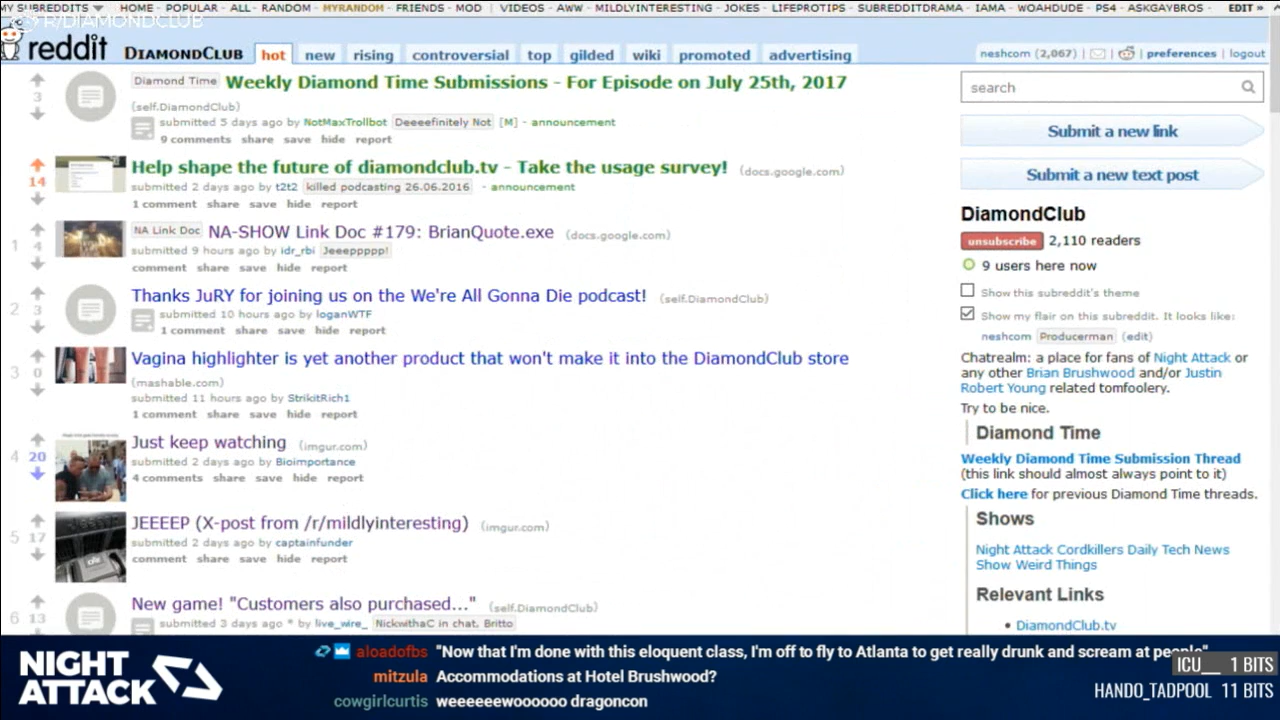 MY SUBREDDITS HOME - POPULAR - ALL - RANDOM - MYRANDOM - FRIENDS - MOD | VIDEOS - AWW - MILDLYINTERESTING - JOKES - LIFEPROTIPS - SUBREDDITDRAMA - IAMA - WOAHDUDE - PS4 - ASKGAYBROS - EDIT »
R/DIAMONDCLUB
reddit DIAMONDCLUB hot new rising controversial top gilded wiki promoted advertising
neshcom (2,067) | | | preferences | logout
3
Diamond Time Weekly Diamond Time Submissions - For Episode on July 25th, 2017
(self.DiamondClub)
submitted 5 days ago by NotMaxTrollbot Deeeefinitely Not [M] - announcement
9 comments share save hide report
14
Help shape the future of diamondclub.tv - Take the usage survey! (docs.google.com)
submitted 2 days ago by t2t2 killed podcasting 26.06.2016 - announcement
1 comment share save hide report
1 4
NA Link Doc NA-SHOW Link Doc #179: BrianQuote.exe (docs.google.com)
submitted 9 hours ago by idr_rbi Jeeeppppp!
comment share save hide report
2 3
Thanks JuRY for joining us on the We're All Gonna Die podcast! (self.DiamondClub)
submitted 10 hours ago by loganWTF
1 comment share save hide report
3 0
Vagina highlighter is yet another product that won't make it into the DiamondClub store
(mashable.com)
submitted 11 hours ago by StrikitRich1
1 comment share save hide report
4 20
Just keep watching (imgur.com)
submitted 2 days ago by Bioimportance
4 comments share save hide report
5 17
JEEEEP (X-post from /r/mildlyinteresting) (imgur.com)
submitted 2 days ago by captainfunder
comment share save hide report
6 13
New game! "Customers also purchased..." (self.DiamondClub)
submitted 3 days ago * by live_wire_ NickwithaC in chat, Britto
search
Submit a new link
Submit a new text post
DiamondClub
unsubscribe 2,110 readers
9 users here now
Show this subreddit's theme
Show my flair on this subreddit. It looks like:
neshcom Producerman (edit)
Chatrealm: a place for fans of Night Attack or
any other Brian Brushwood and/or Justin
Robert Young related tomfoolery.
Try to be nice.
Diamond Time
Weekly Diamond Time Submission Thread
(this link should almost always point to it)
Click here for previous Diamond Time threads.
Shows
Night Attack Cordkillers Daily Tech News
Show Weird Things
Relevant Links
• DiamondClub.tv
NIGHT
ATTACK
aloadofbs "Now that I'm done with this eloquent class, I'm off to fly to Atlanta to get really drunk and scream at people"
mitzula Accommodations at Hotel Brushwood?
cowgirlcurtis weeeeeewoooooo dragoncon
ICU__ 1 BITS
HANDO_TADPOOL 11 BITS